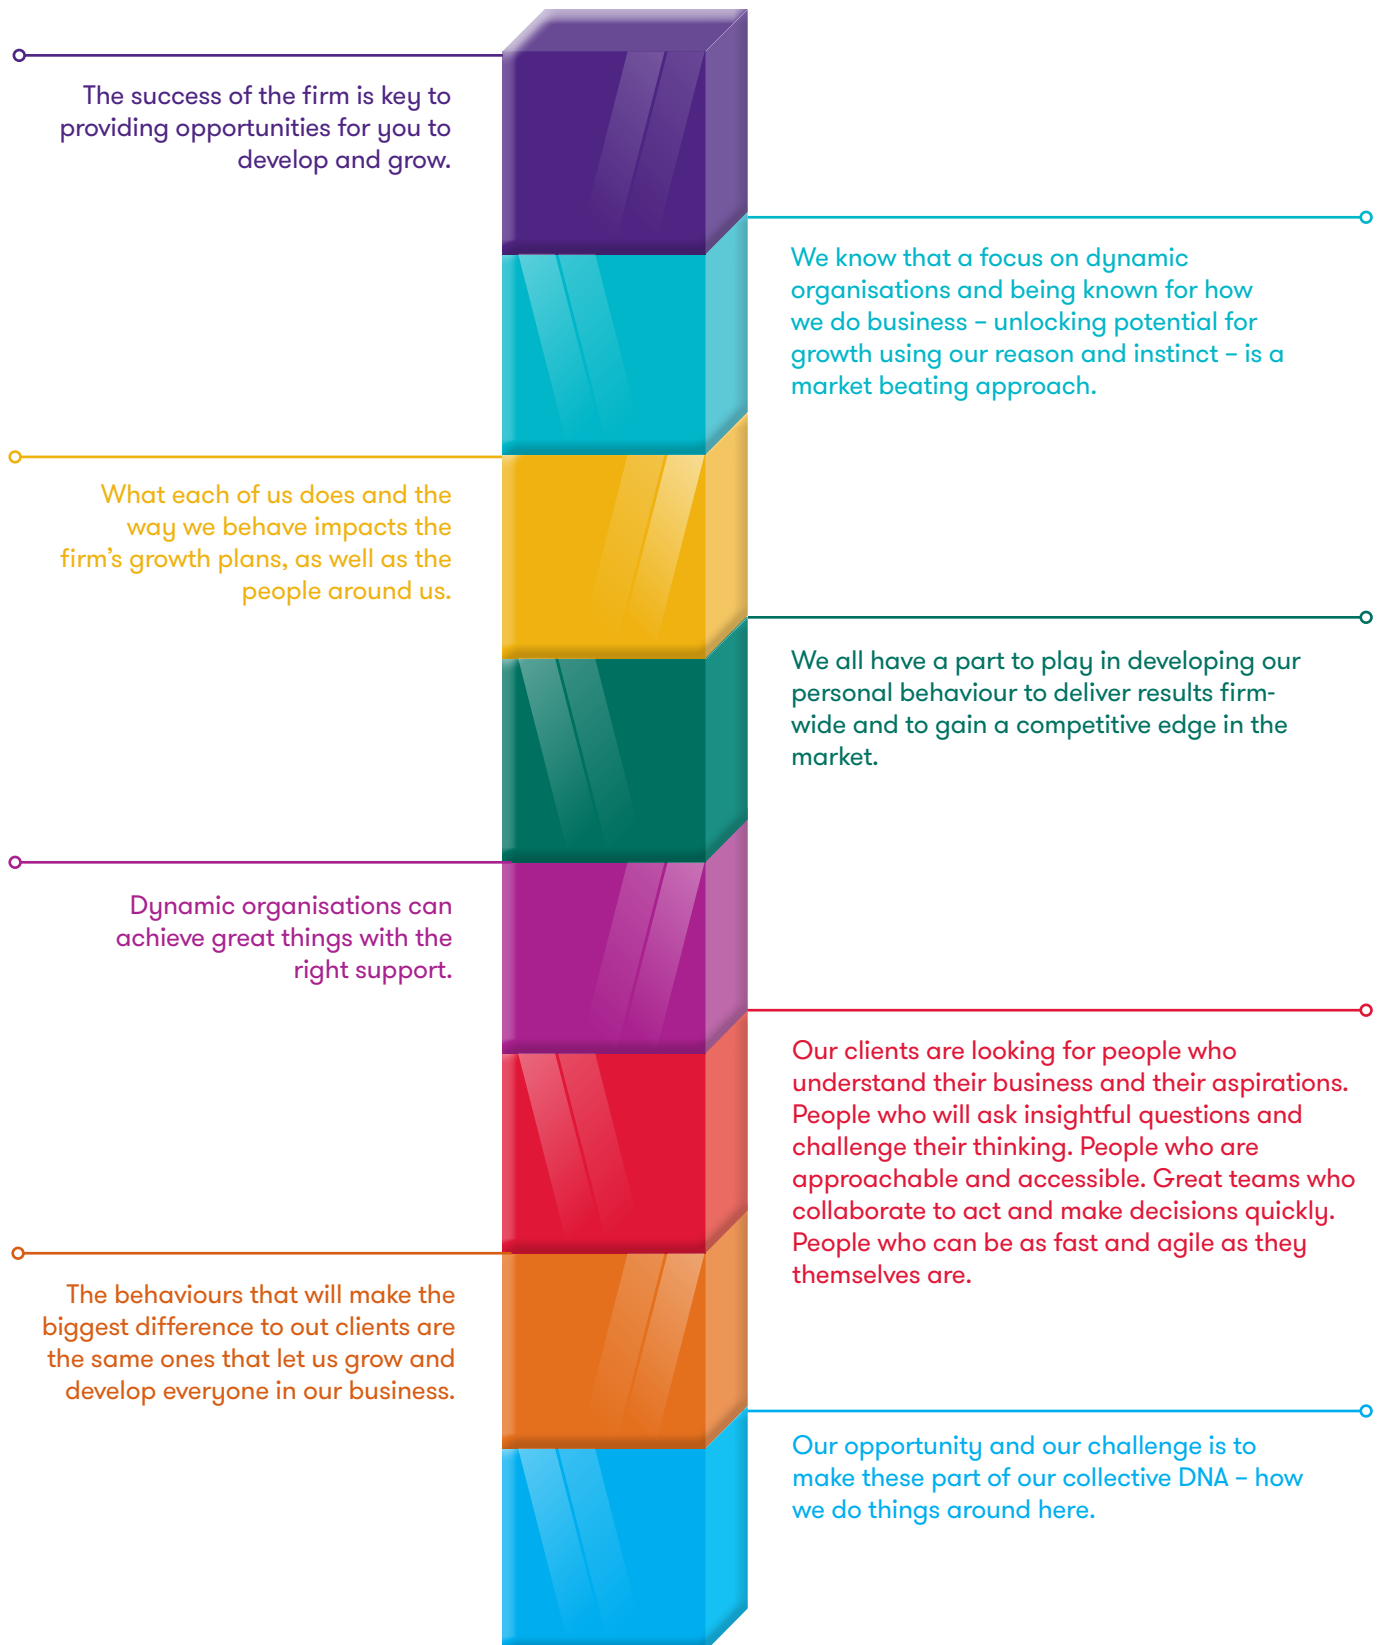 The success of the firm is key to
providing opportunities for you to
develop and grow.
We know that a focus on dynamic
organisations and being known for how
we do business – unlocking potential for
growth using our reason and instinct – is a
market beating approach.
What each of us does and the
way we behave impacts the
firm’s growth plans, as well as the
people around us.
We all have a part to play in developing our
personal behaviour to deliver results firm-
wide and to gain a competitive edge in the
market.
Dynamic organisations can
achieve great things with the
right support.
Our clients are looking for people who
understand their business and their aspirations.
People who will ask insightful questions and
challenge their thinking. People who are
approachable and accessible. Great teams who
collaborate to act and make decisions quickly.
People who can be as fast and agile as they
themselves are.
The behaviours that will make the
biggest difference to out clients are
the same ones that let us grow and
develop everyone in our business.
Our opportunity and our challenge is to
make these part of our collective DNA – how
we do things around here.